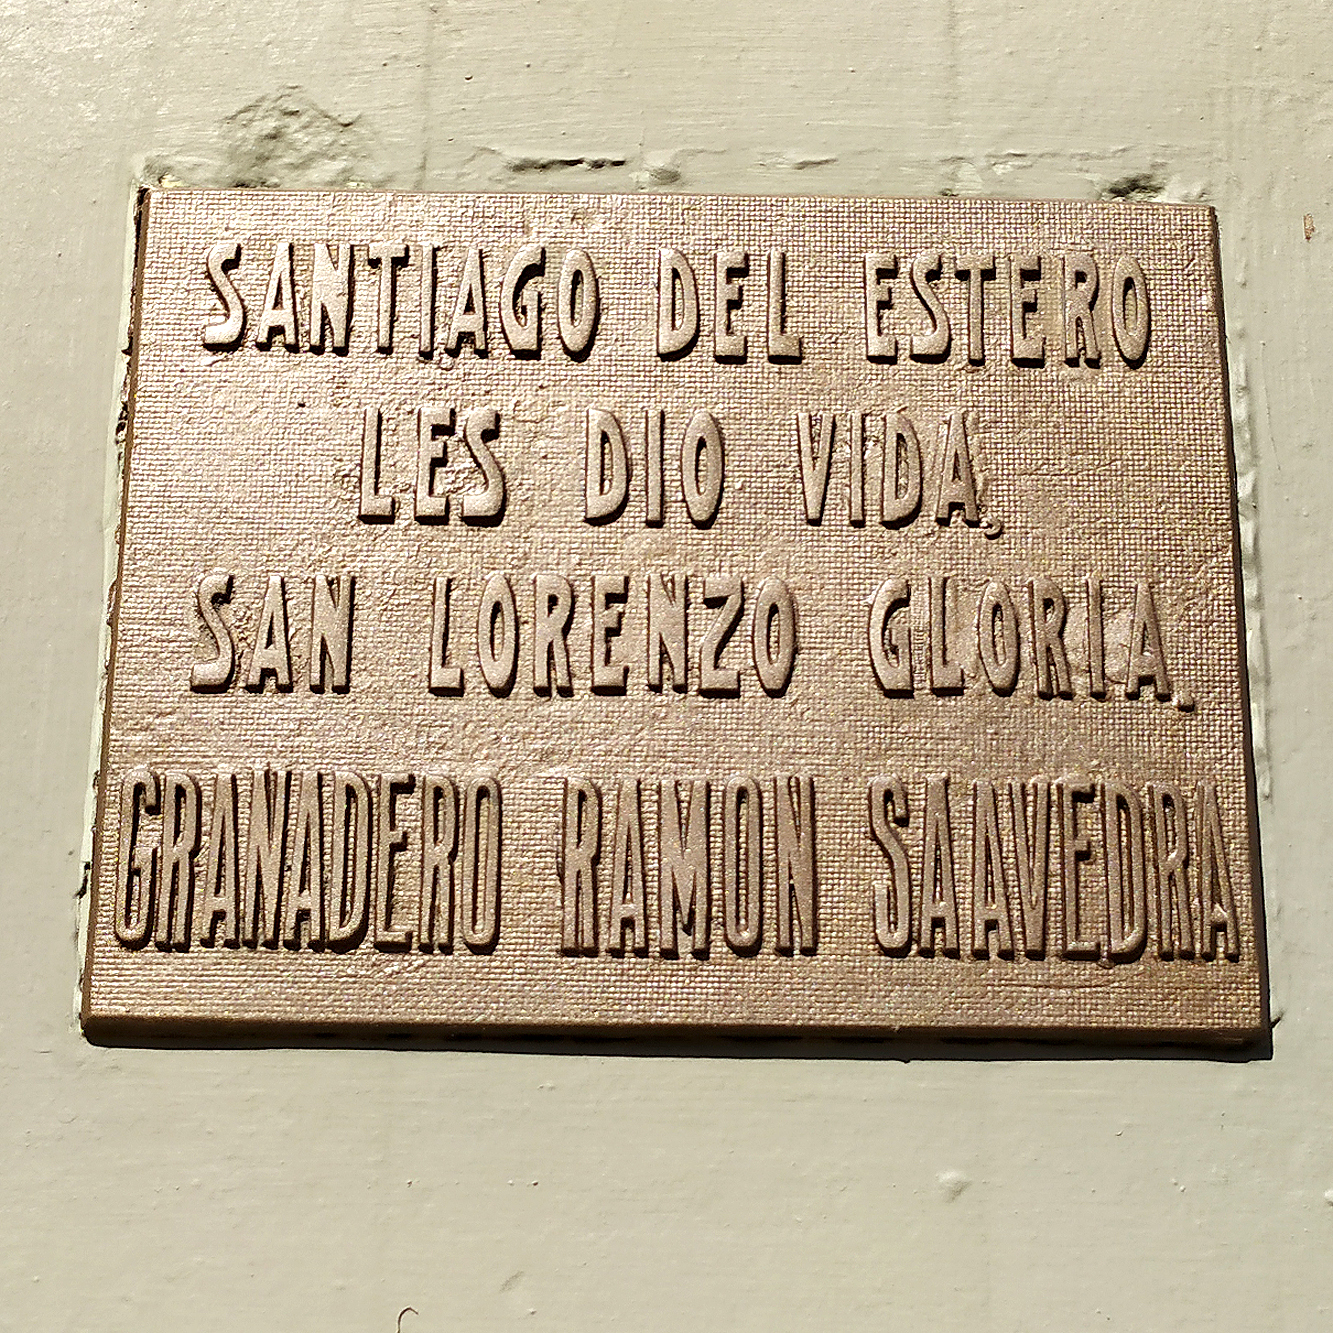 SANTIAGO DEL ESTERO
LES DIO VIDA,
SAN LORENZO GLORIA.
GRANADERO RAMON SAAVEDRA